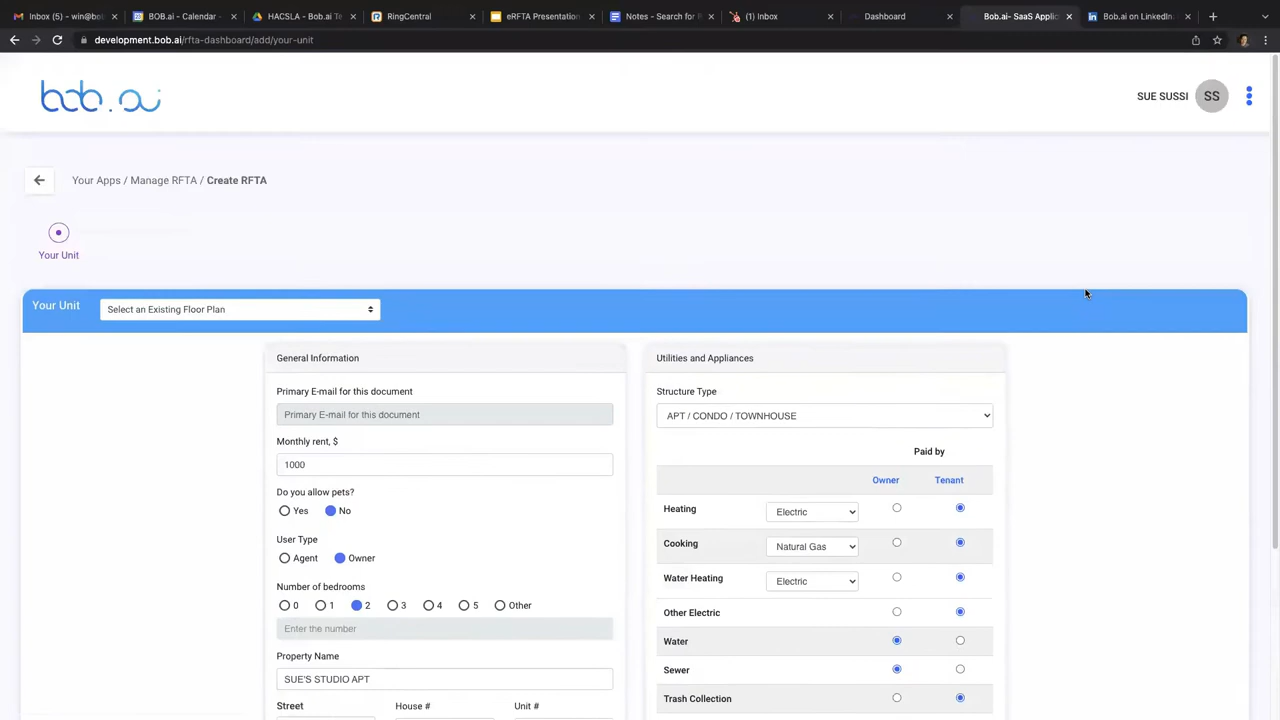 Inbox (5) - win@bob
BOB.ai - Calendar -
HACSLA - Bob.ai Te
RingCentral
eRFTA Presentation
Notes - Search for R
(1) Inbox
Dashboard
Bob.ai- SaaS Applic
Bob.ai on LinkedIn:
development.bob.ai/rfta-dashboard/add/your-unit
bob.ai
SUE SUSSI
SS
Your Apps / Manage RFTA / Create RFTA
Your Unit
Your Unit
Select an Existing Floor Plan
General Information
Primary E-mail for this document
Primary E-mail for this document
Monthly rent, $
1000
Do you allow pets?
Yes
No
User Type
Agent
Owner
Number of bedrooms
0
1
2
3
4
5
Other
Enter the number
Property Name
SUE'S STUDIO APT
Street
House #
Unit #
Utilities and Appliances
Structure Type
APT / CONDO / TOWNHOUSE
Paid by
Owner
Tenant
Heating
Electric
Cooking
Natural Gas
Water Heating
Electric
Other Electric
Water
Sewer
Trash Collection